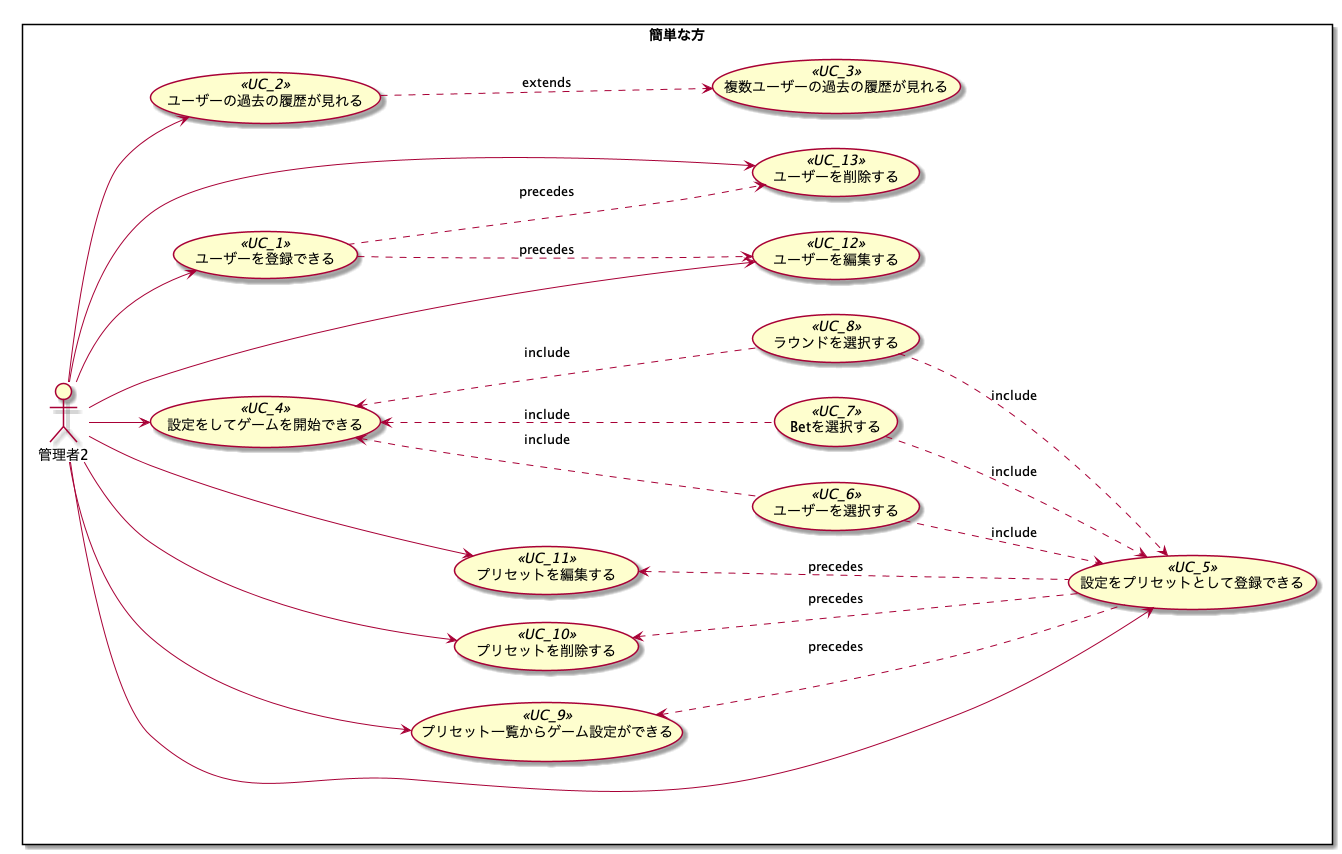 簡単な方
«UC_2»
ユーザーの過去の履歴が見れる
extends
«UC_3»
複数ユーザーの過去の履歴が見れる
«UC_13»
ユーザーを削除する
precedes
«UC_1»
ユーザーを登録できる
precedes
«UC_12»
ユーザーを編集する
«UC_8»
ラウンドを選択する
include
include
«UC_4»
設定をしてゲームを開始できる
include
«UC_7»
Betを選択する
include
管理者2
include
«UC_6»
ユーザーを選択する
include
«UC_11»
プリセットを編集する
precedes
«UC_5»
設定をプリセットとして登録できる
precedes
«UC_10»
プリセットを削除する
precedes
«UC_9»
プリセット一覧からゲーム設定ができる